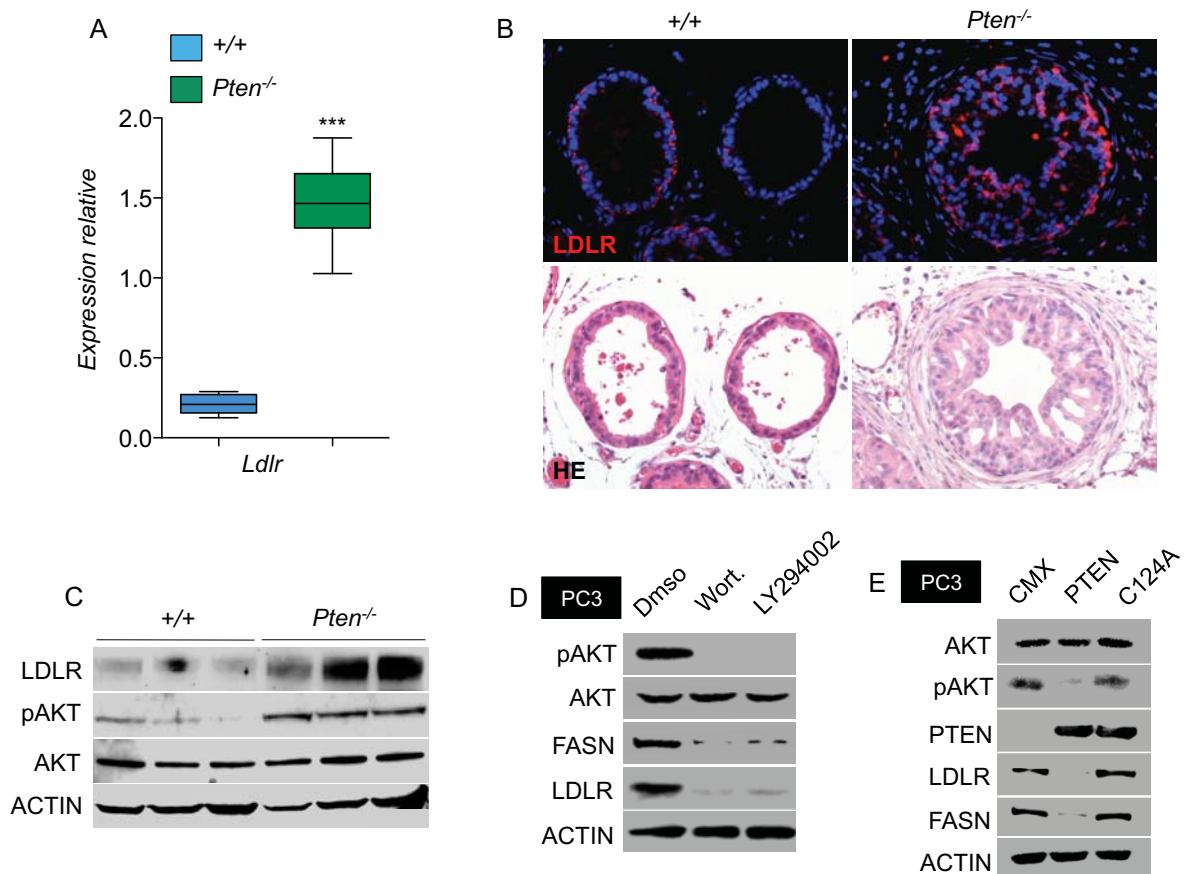 A
+/+
Pten-/-
***
2.0
1.5
1.0
0.5
0.0
Expression relative
Ldlr
B
+/+
Pten-/-
LDLR
HE
C
+/+
Pten-/-
LDLR
pAKT
AKT
ACTIN
D
PC3
Dmso
Wort.
LY294002
pAKT
AKT
FASN
LDLR
ACTIN
E
PC3
CMX
PTEN
C124A
AKT
pAKT
PTEN
LDLR
FASN
ACTIN